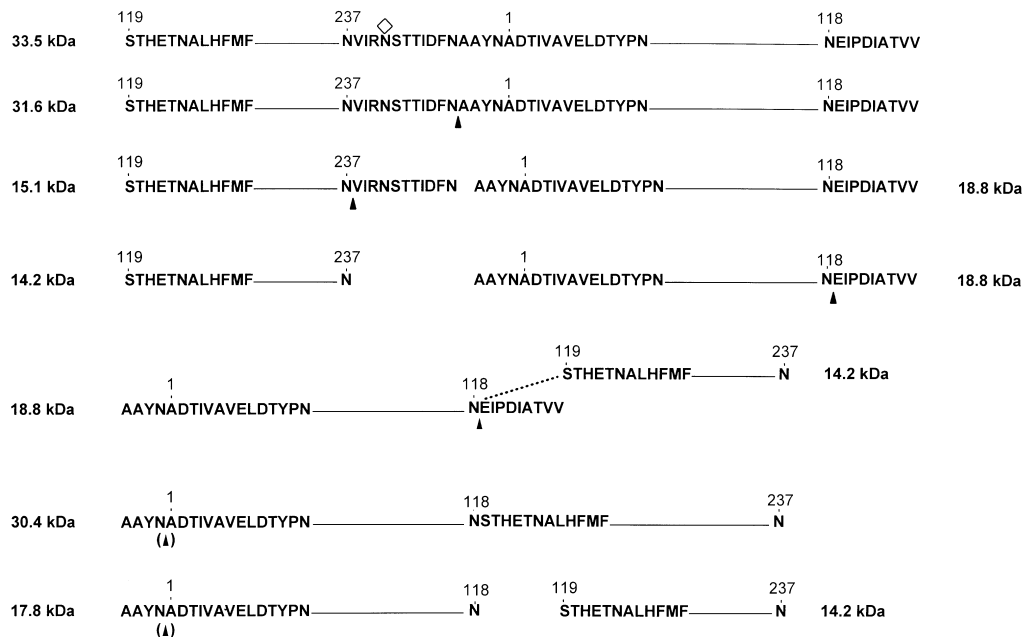 119 237 1 118
33.5 kDa STHETNALHFMF NVIRNSTTIDFNAAYNADTIVAVELDTYPN NEIPDIATVV
119 237 1 118
31.6 kDa STHETNALHFMF NVIRNSTTIDFNAAYNADTIVAVELDTYPN NEIPDIATVV
119 237 1 118
15.1 kDa STHETNALHFMF NVIRNSTTIDFN AAYNADTIVAVELDTYPN NEIPDIATVV 18.8 kDa
119 237 1 118
14.2 kDa STHETNALHFMF N AAYNADTIVAVELDTYPN NEIPDIATVV 18.8 kDa
119 237
STHETNALHFMF N 14.2 kDa
1 118
18.8 kDa AAYNADTIVAVELDTYPN NEIPDIATVV
1 118 237
30.4 kDa AAYNADTIVAVELDTYPN NSTHETNALHFMF N
( )
1 118 119 237
17.8 kDa AAYNADTIVAVELDTYPN N STHETNALHFMF N 14.2 kDa
( )